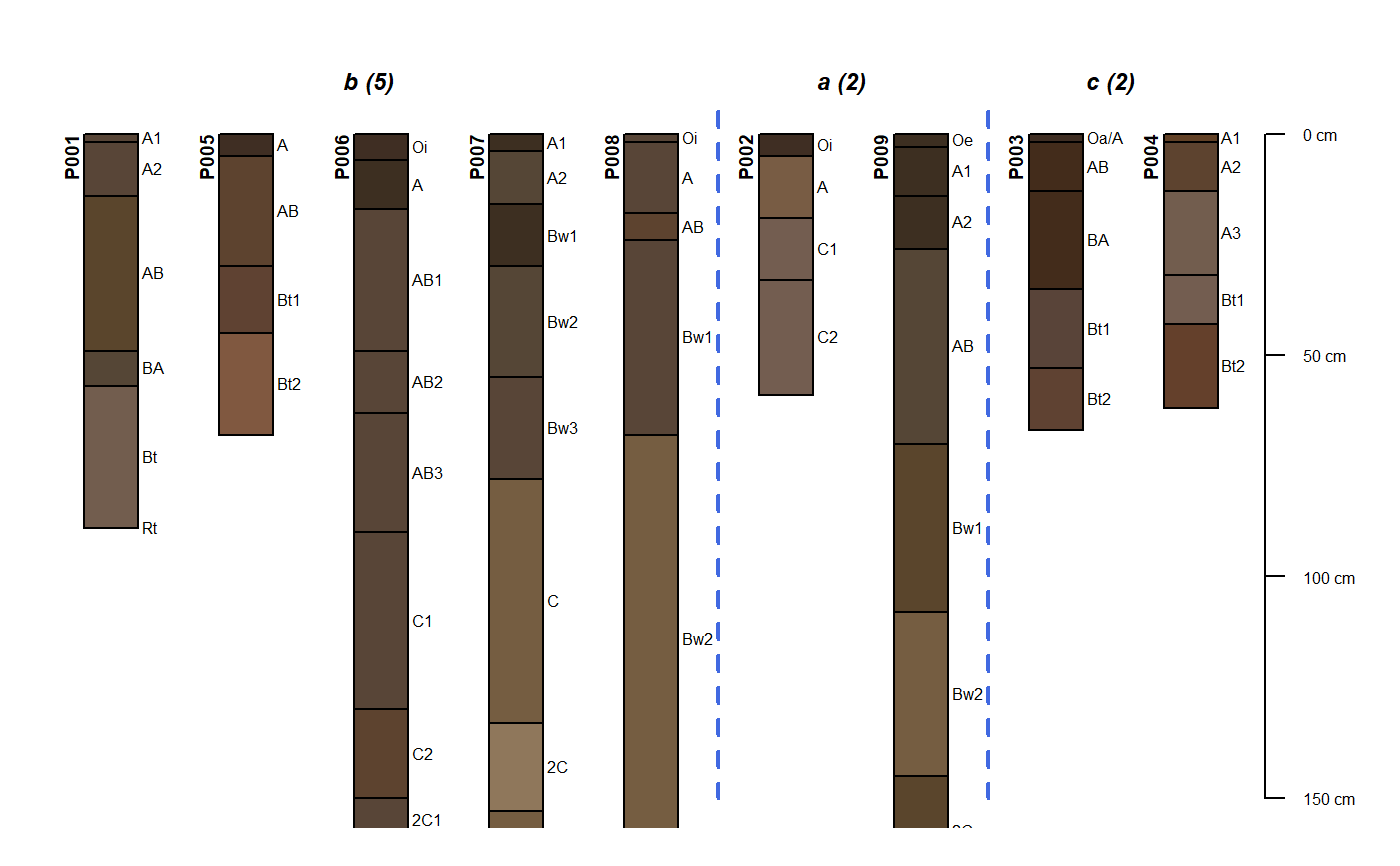 b (5)
a (2)
c (2)
P001
A1
A2
AB
BA
Bt
Rt
P005
A
AB
Bt1
Bt2
P006
Oi
A
AB1
AB2
AB3
C1
C2
2C1
P007
A1
A2
Bw1
Bw2
Bw3
C
2C
P008
Oi
A
AB
Bw1
Bw2
P002
Oi
A
C1
C2
P009
Oe
A1
A2
AB
Bw1
Bw2
P003
Oa/A
AB
BA
Bt1
Bt2
P004
A1
A2
A3
Bt1
Bt2
0 cm
50 cm
100 cm
150 cm